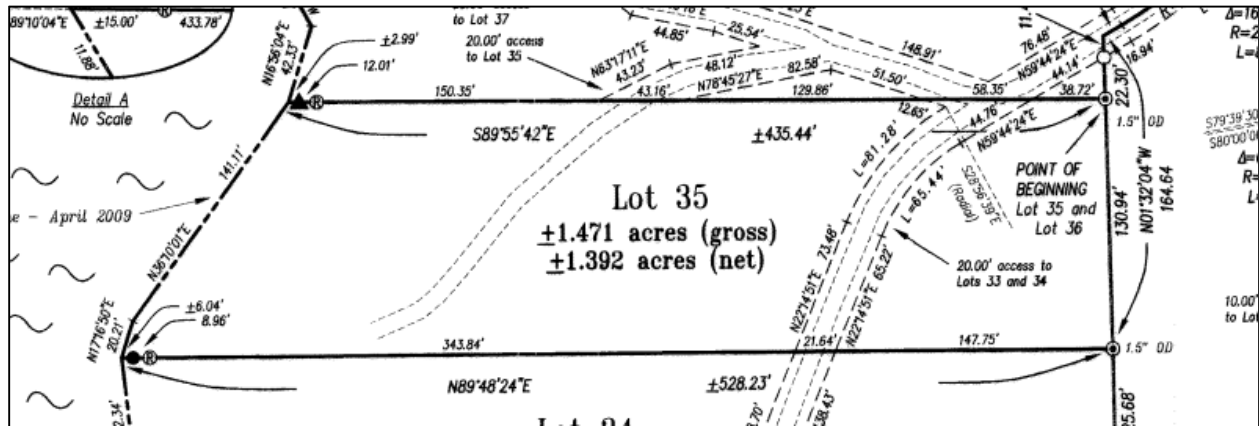 ±15.00'
433.78'
11.88'
Detail A
No Scale
N16°56'04"E
42.33'
±2.99'
12.01'
to Lot 37
20.00' access
to Lot 35
44.85'
25.54'
N63°17'11"E
43.23'
48.12'
N78°45'27"E
82.58'
148.91'
51.50'
76.48'
N59°44'24"E
44.14'
16.94'
150.35'
43.16'
129.86'
12.65'
58.35'
38.72'
22.30'
1.5" OD
S89°55'42"E
±435.44'
44.76'
N59°44'24"E
L=81.28'
L=65.44'
S28°56'39"E
(Radial)
POINT OF
BEGINNING
Lot 35 and
Lot 36
130.94'
N01°32'04"W
164.64
Lot 35
±1.471 acres (gross)
±1.392 acres (net)
141.11'
April 2009
N36°10'01"E
73.48'
N22°14'51"E
65.22'
N22°14'51"E
20.00' access to
Lots 33 and 34
N17°16'50"E
20.21'
±6.04'
8.96'
343.84'
21.64'
147.75'
1.5" OD
N89°48'24"E
±528.23'
138.43'
10.00'